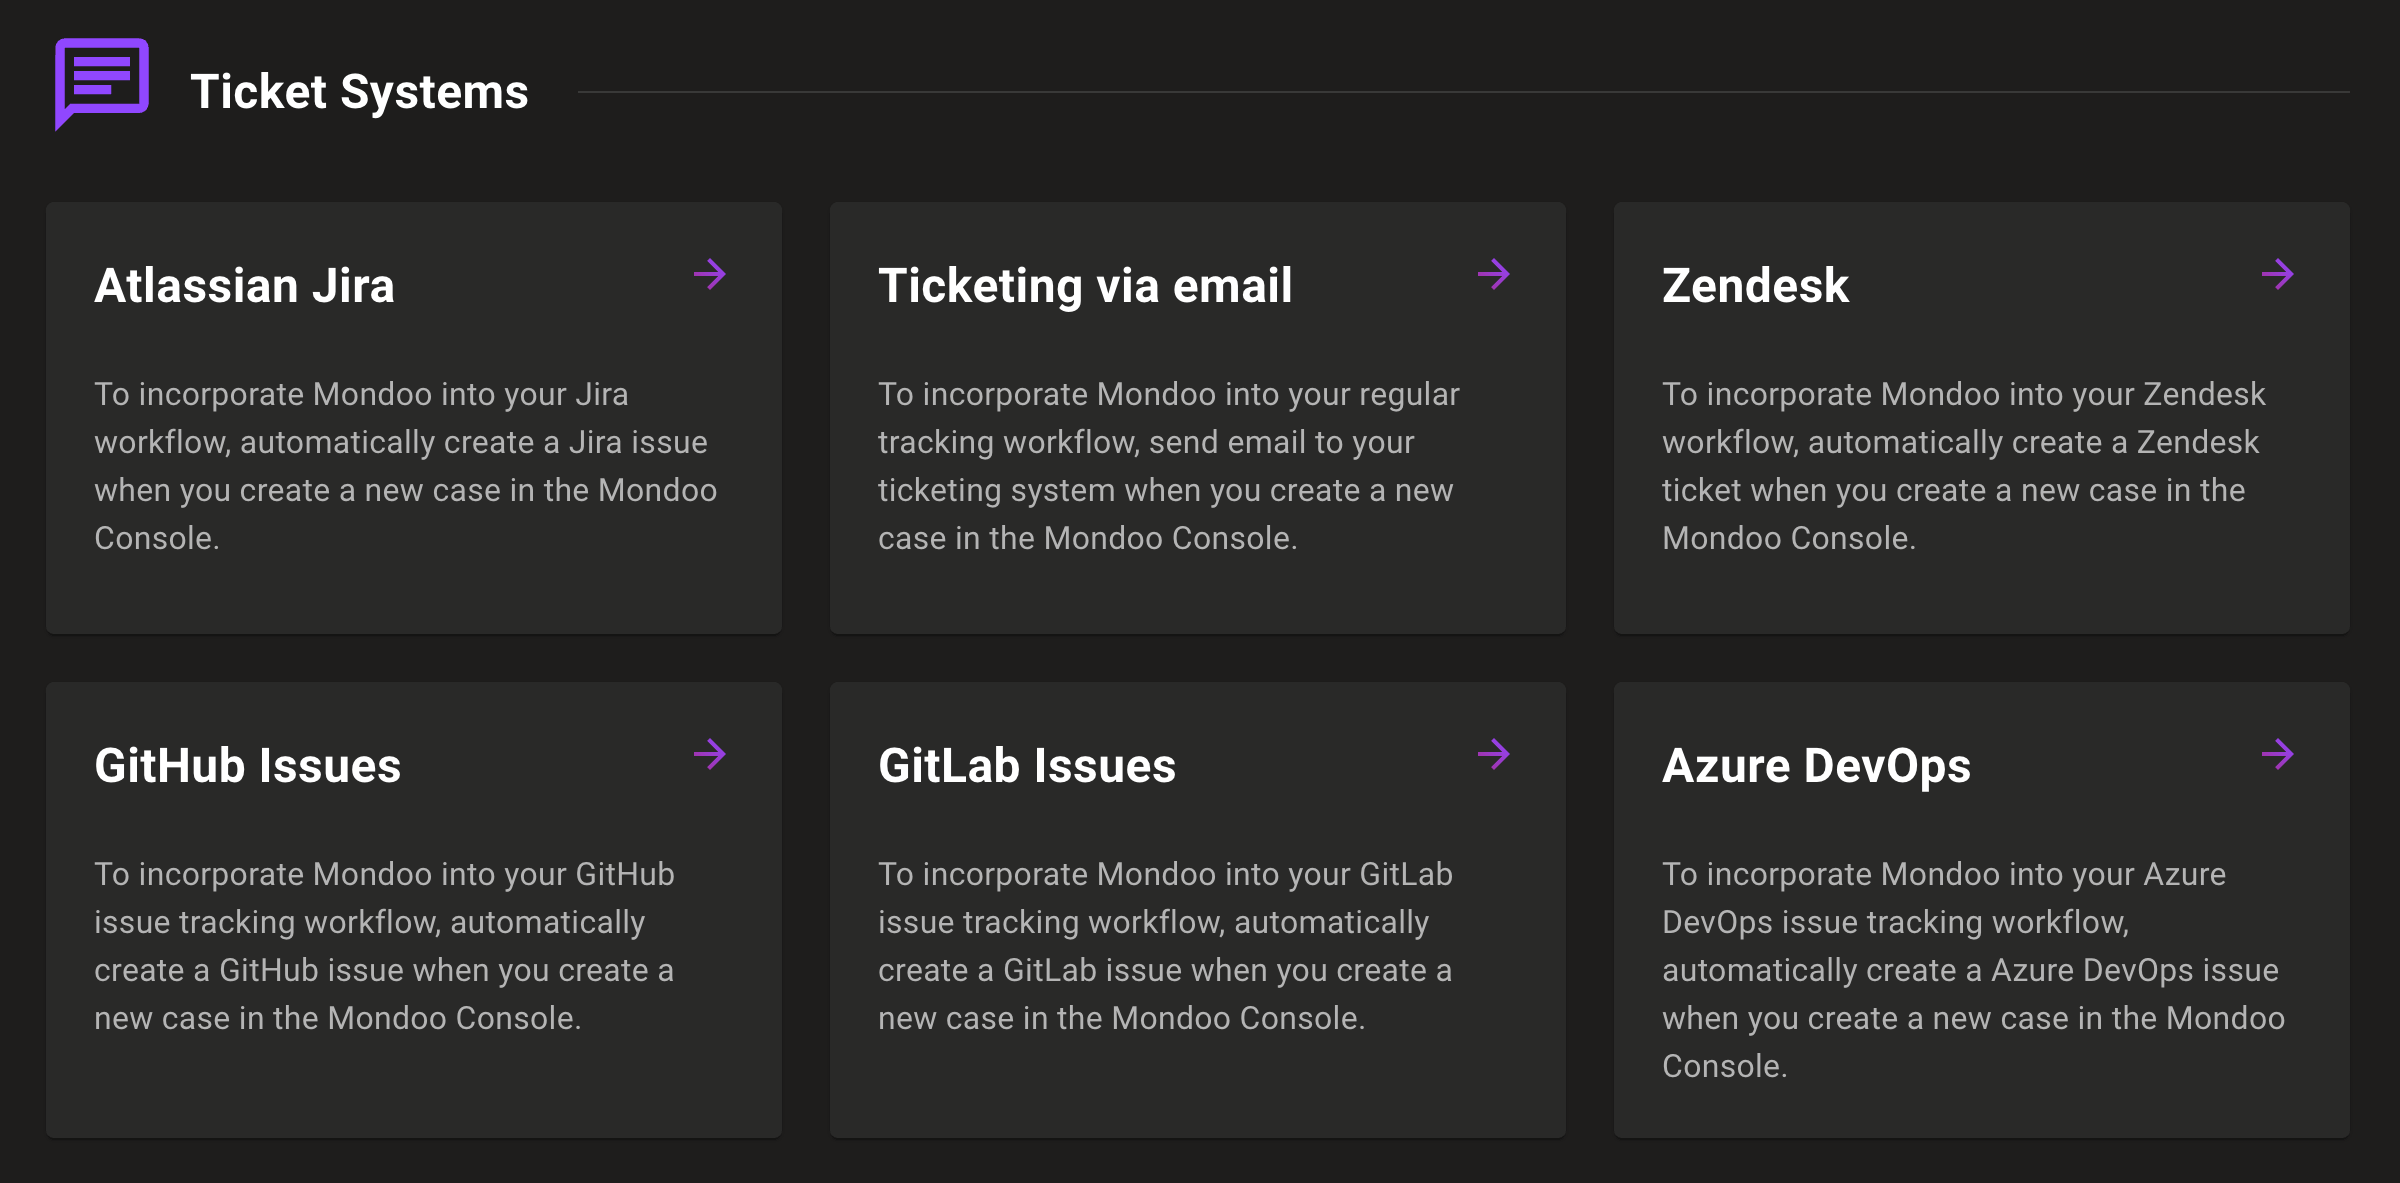 Ticket Systems
Atlassian Jira
To incorporate Mondoo into your Jira
workflow, automatically create a Jira issue
when you create a new case in the Mondoo
Console.
Ticketing via email
To incorporate Mondoo into your regular
tracking workflow, send email to your
ticketing system when you create a new
case in the Mondoo Console.
Zendesk
To incorporate Mondoo into your Zendesk
workflow, automatically create a Zendesk
ticket when you create a new case in the
Mondoo Console.
GitHub Issues
To incorporate Mondoo into your GitHub
issue tracking workflow, automatically
create a GitHub issue when you create a
new case in the Mondoo Console.
GitLab Issues
To incorporate Mondoo into your GitLab
issue tracking workflow, automatically
create a GitLab issue when you create a
new case in the Mondoo Console.
Azure DevOps
To incorporate Mondoo into your Azure
DevOps issue tracking workflow,
automatically create a Azure DevOps issue
when you create a new case in the Mondoo
Console.